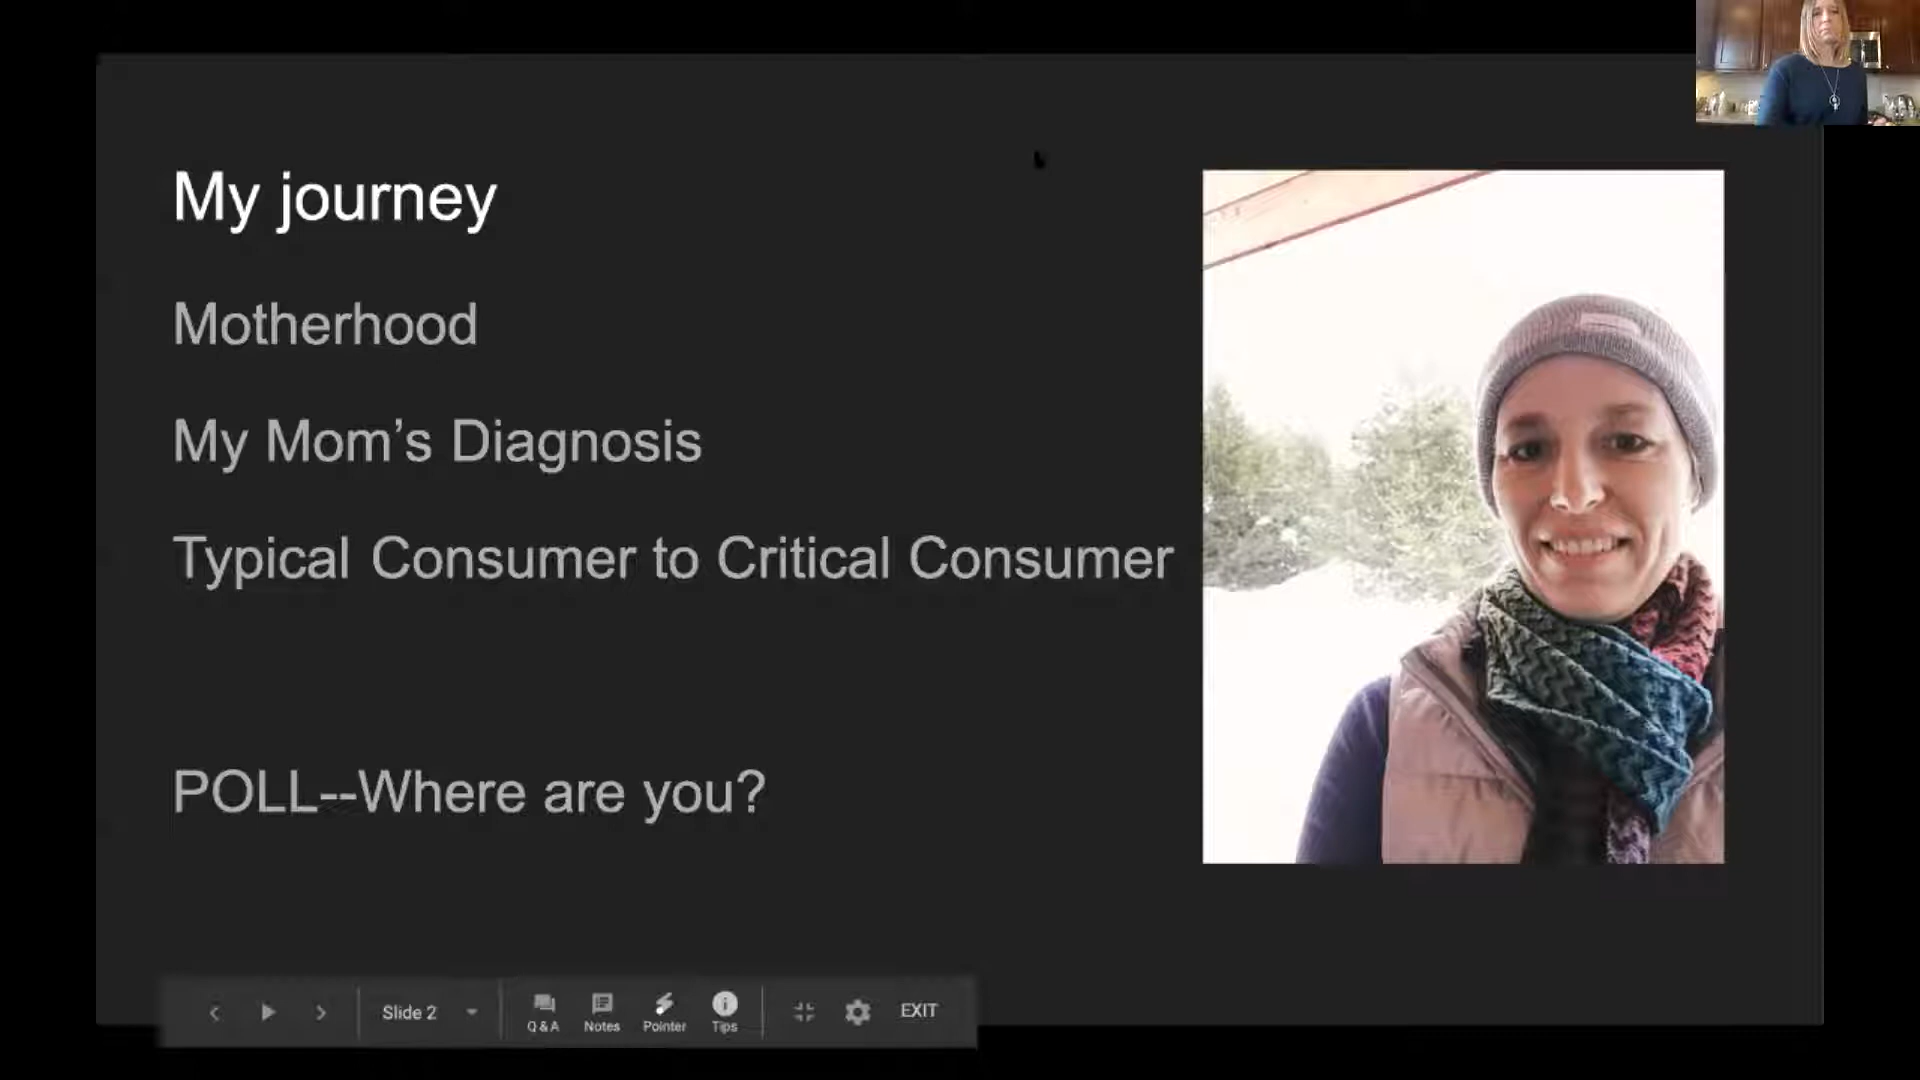 My journey
Motherhood
My Mom’s Diagnosis
Typical Consumer to Critical Consumer
POLL--Where are you?
Slide 2
Q & A
Notes
Pointer
Tips
EXIT